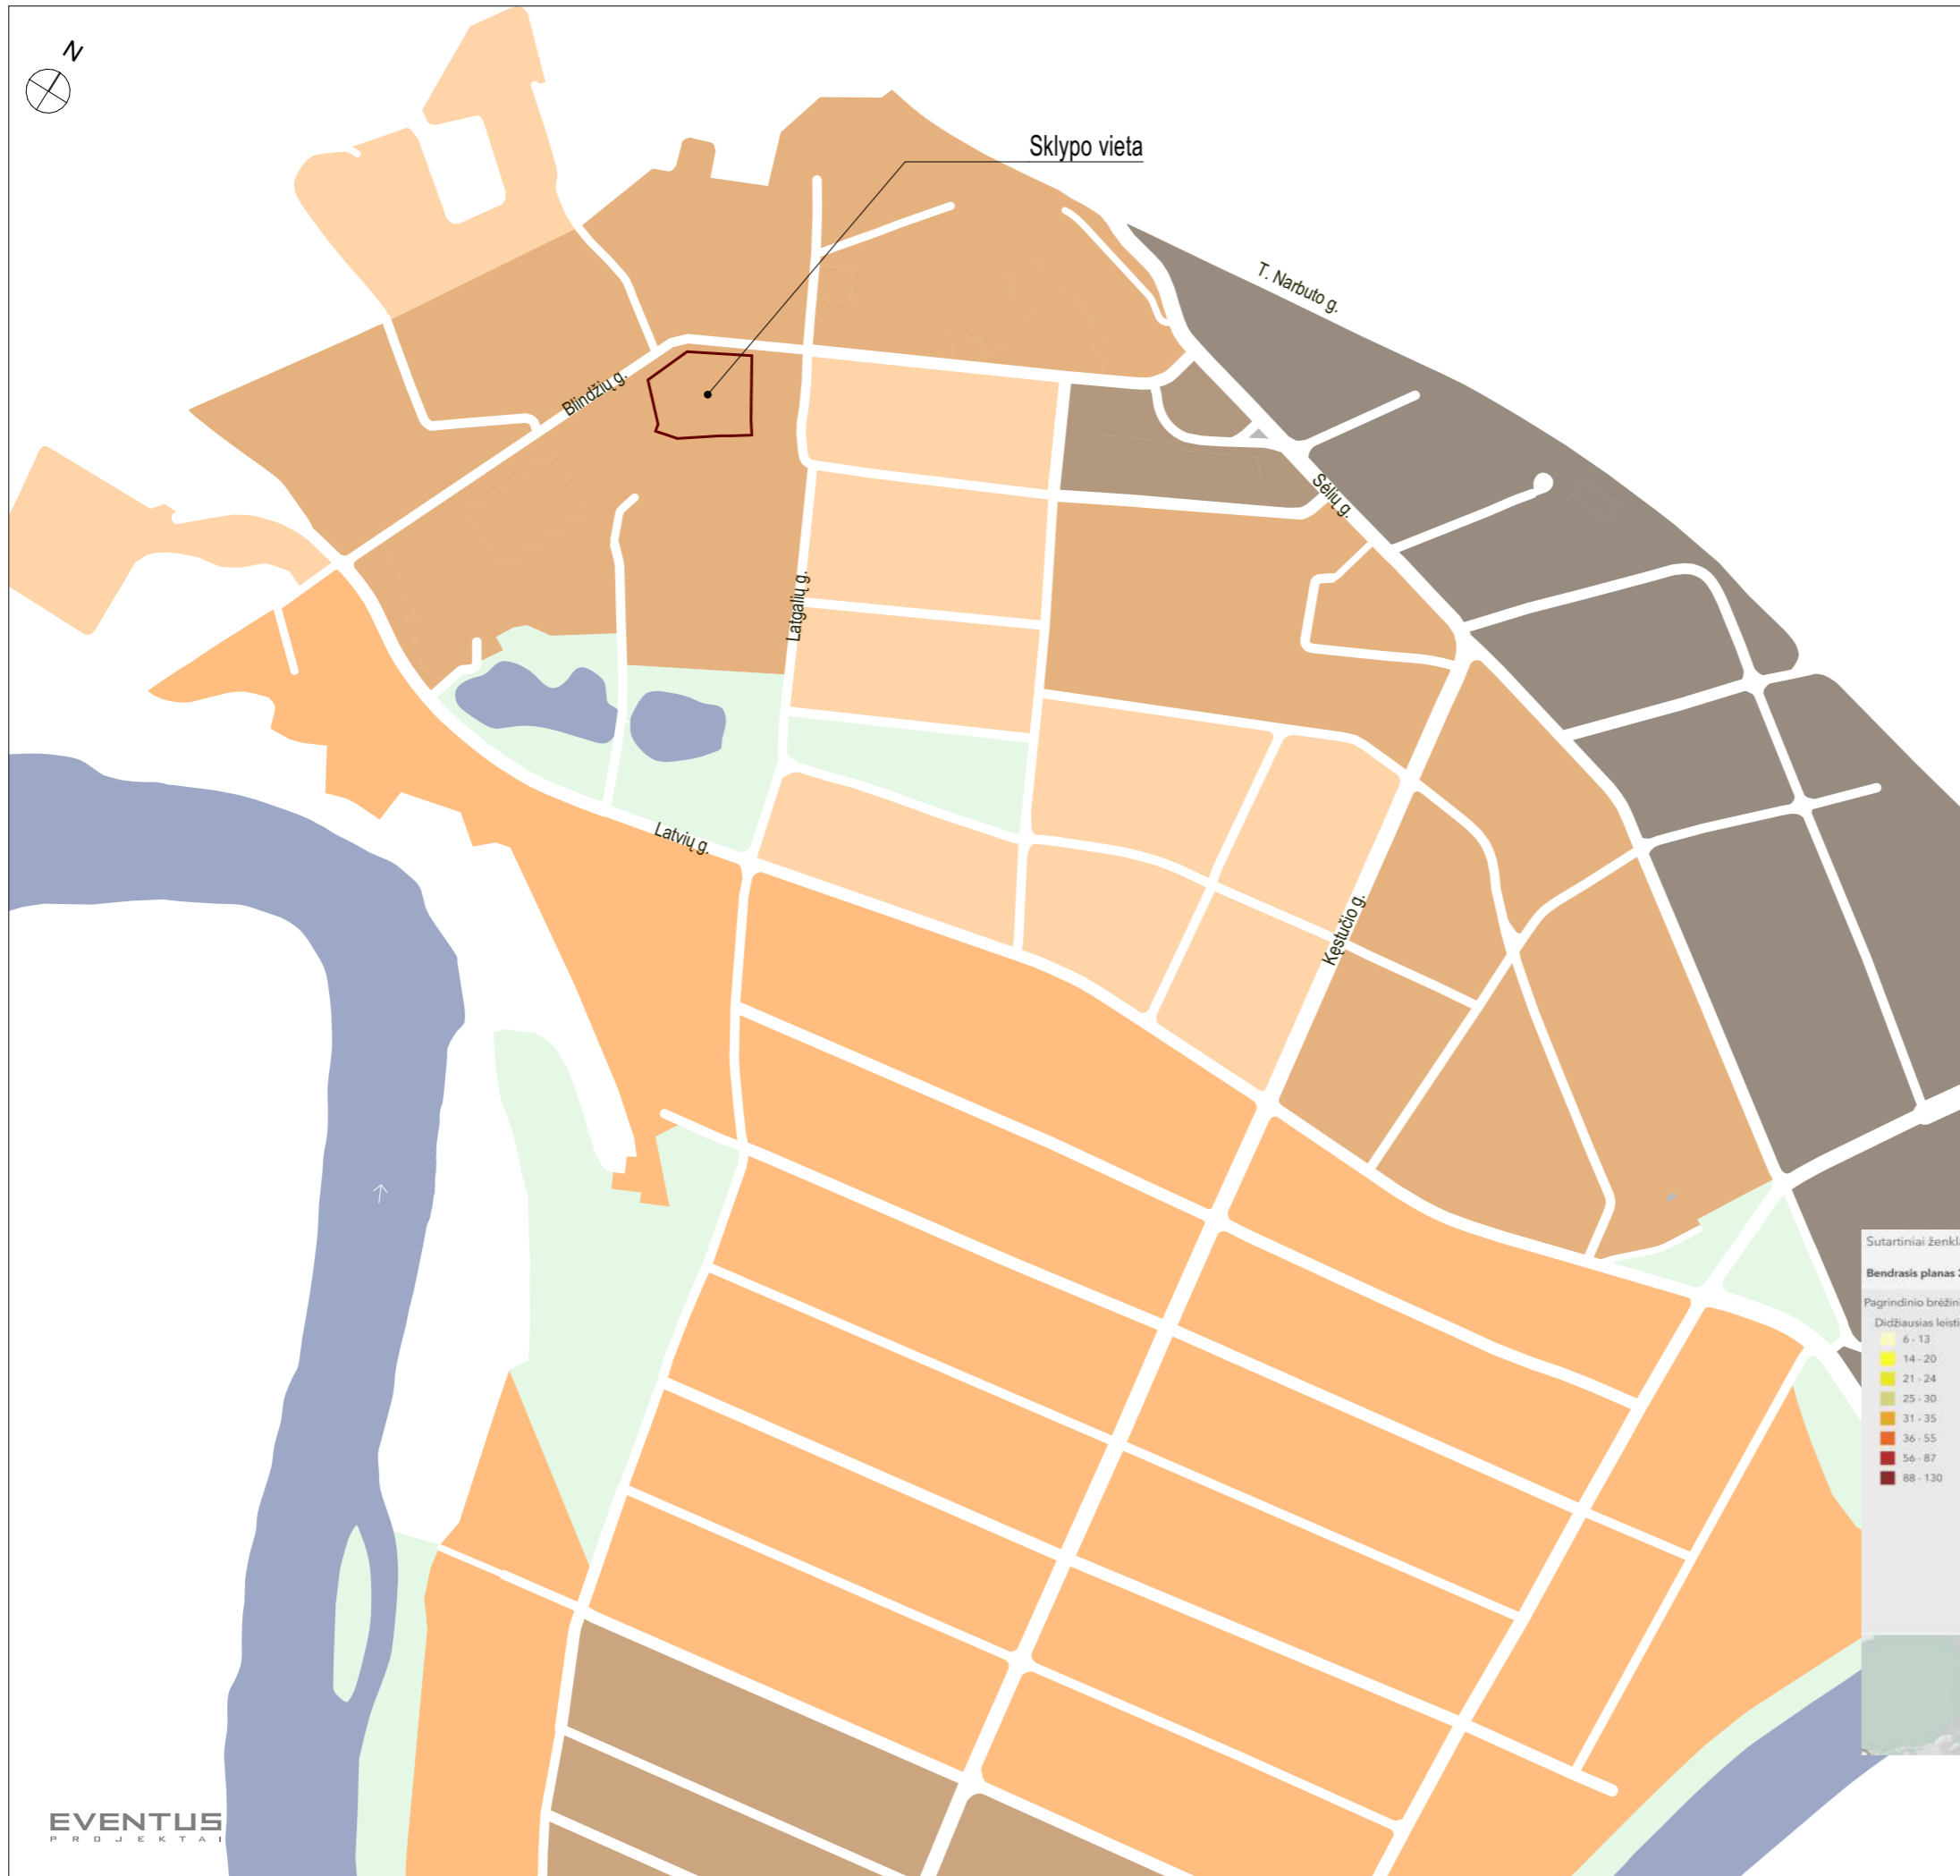 N
Sklypo vieta
T. Narbuto g.
Blindžių g.
Sėlių g.
Latgalių g.
Latvių g.
Kęstučio g.
Sutartiniai ženkl
Bendrasis planas
Pagrindinio brėžini
Didžiausias leisti
6 - 13
14 - 20
21 - 24
25 - 30
31 - 35
36 - 55
56 - 87
88 - 130
EVENTUS
PROJEKTAI